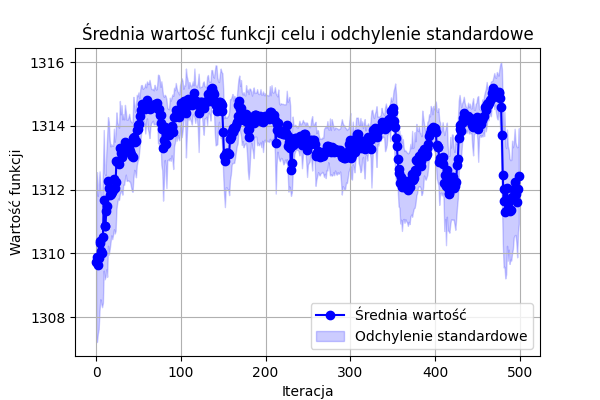 Średnia wartość funkcji celu i odchylenie standardowe
Wartość funkcji
1316
1314
1312
1310
1308
0 100 200 300 400 500
Iteracja
Średnia wartość
Odchylenie standardowe